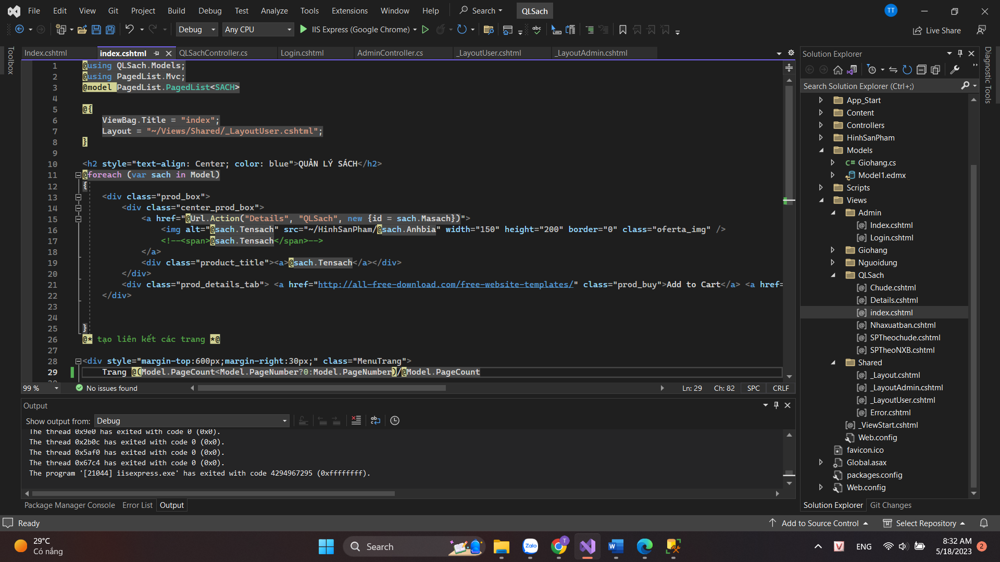 File Edit View Git Project Build Debug Test Analyze Tools Extensions Window Help Search QLSach TT
Debug Any CPU IIS Express (Google Chrome) Live Share
Toolbox
Index.cshtml index.cshtml QLSachController.cs Login.cshtml AdminController.cs _LayoutUser.cshtml _LayoutAdmin.cshtml
1 @using QLSach.Models;
2 @using PagedList.Mvc;
3 @model PagedList.PagedList<SACH>
4
5 @{
6 ViewBag.Title = "index";
7 Layout = "~/Views/Shared/_LayoutUser.cshtml";
8 }
9
10 <h2 style="text-align: Center; color: blue">QUẢN LÝ SÁCH</h2>
11 @foreach (var sach in Model)
12 {
13 <div class="prod_box">
14 <div class="center_prod_box">
15 <a href="@Url.Action("Details", "QLSach", new {id = sach.Masach})">
16 <img alt="@sach.Tensach" src="~/HinhSanPham/@sach.Anhbia" width="150" height="200" border="0" class="oferta_img" />
17 <!--<span>@sach.Tensach</span>-->
18 </a>
19 <div class="product_title"><a>@sach.Tensach</a></div>
20 </div>
21 <div class="prod_details_tab"> <a href="http://all-free-download.com/free-website-templates/" class="prod_buy">Add to Cart</a> <a href=
22 </div>
23
24
25 }
26 @* tạo liên kết các trang *@
27
28 <div style="margin-top:600px;margin-right:30px;" class="MenuTrang">
29 Trang @(Model.PageCount<Model.PageNumber?0:Model.PageNumber)/@Model.PageCount
99 % No issues found Ln: 29 Ch: 82 SPC CRLF
Output
Show output from: Debug
The thread 0x9e0 has exited with code 0 (0x0).
The thread 0x2b0c has exited with code 0 (0x0).
The thread 0x5af0 has exited with code 0 (0x0).
The thread 0x67c4 has exited with code 0 (0x0).
The program '[21044] iisexpress.exe' has exited with code 4294967295 (0xffffffff).
Package Manager Console Error List Output
Solution Explorer
Search Solution Explorer (Ctrl+;)
App_Start
Content
Controllers
HinhSanPham
Models
C# Giohang.cs
Model1.edmx
Scripts
Views
Admin
[@] Index.cshtml
[@] Login.cshtml
Giohang
Nguoidung
QLSach
[@] Chude.cshtml
[@] Details.cshtml
[@] index.cshtml
[@] Nhaxuatban.cshtml
[@] SPTheochude.cshtml
[@] SPTheoNXB.cshtml
Shared
[@] _Layout.cshtml
[@] _LayoutAdmin.cshtml
[@] _LayoutUser.cshtml
[@] Error.cshtml
[@] _ViewStart.cshtml
Web.config
favicon.ico
Global.asax
packages.config
Web.config
Solution Explorer Git Changes
Diagnostic Tools
Ready Add to Source Control Select Repository
29°C
Có nắng
Search
Zalo
T
W
V
ENG
8:32 AM
5/18/2023
2